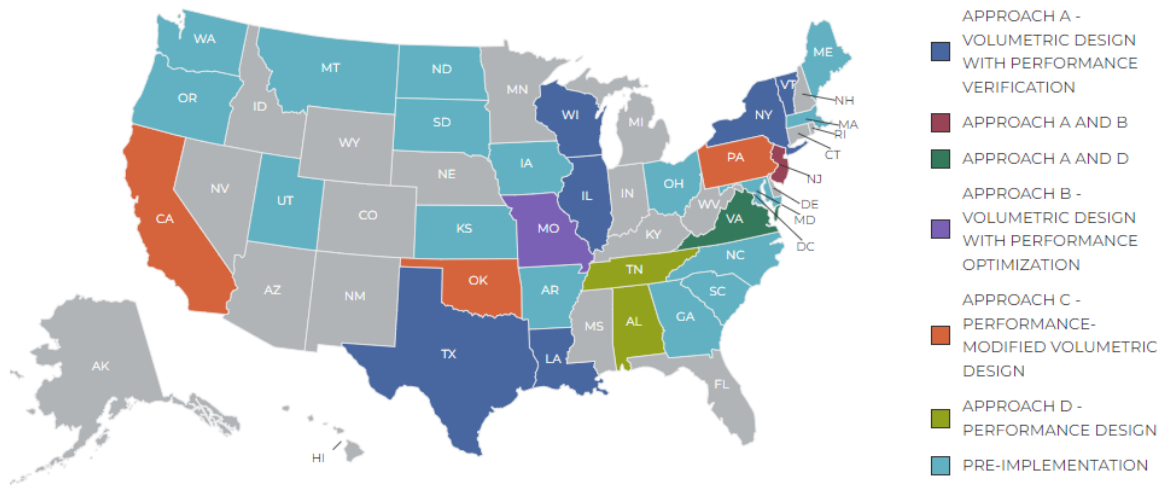 WA
MT
ND
MN
ME
OR
ID
SD
WI
VT
NY
NH
MA
RI
CT
MI
WY
IA
PA
NJ
NE
NV
UT
CO
IL
IN
OH
DE
MD
DC
CA
KS
MO
WV
VA
KY
NC
TN
AZ
NM
OK
AR
SC
MS
AL
GA
TX
LA
FL
AK
HI
APPROACH A -
VOLUMETRIC DESIGN
WITH PERFORMANCE
VERIFICATION
APPROACH A AND B
APPROACH A AND D
APPROACH B -
VOLUMETRIC DESIGN
WITH PERFORMANCE
OPTIMIZATION
APPROACH C -
PERFORMANCE-
MODIFIED VOLUMETRIC
DESIGN
APPROACH D -
PERFORMANCE DESIGN
PRE-IMPLEMENTATION